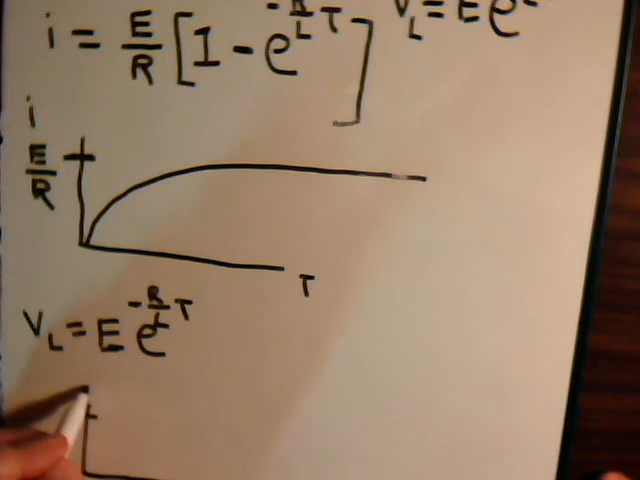 i = E/R [1 - e^(-R/L T)] V_L = E e
i
E/R
T
V_L = E e^(-R/L T)